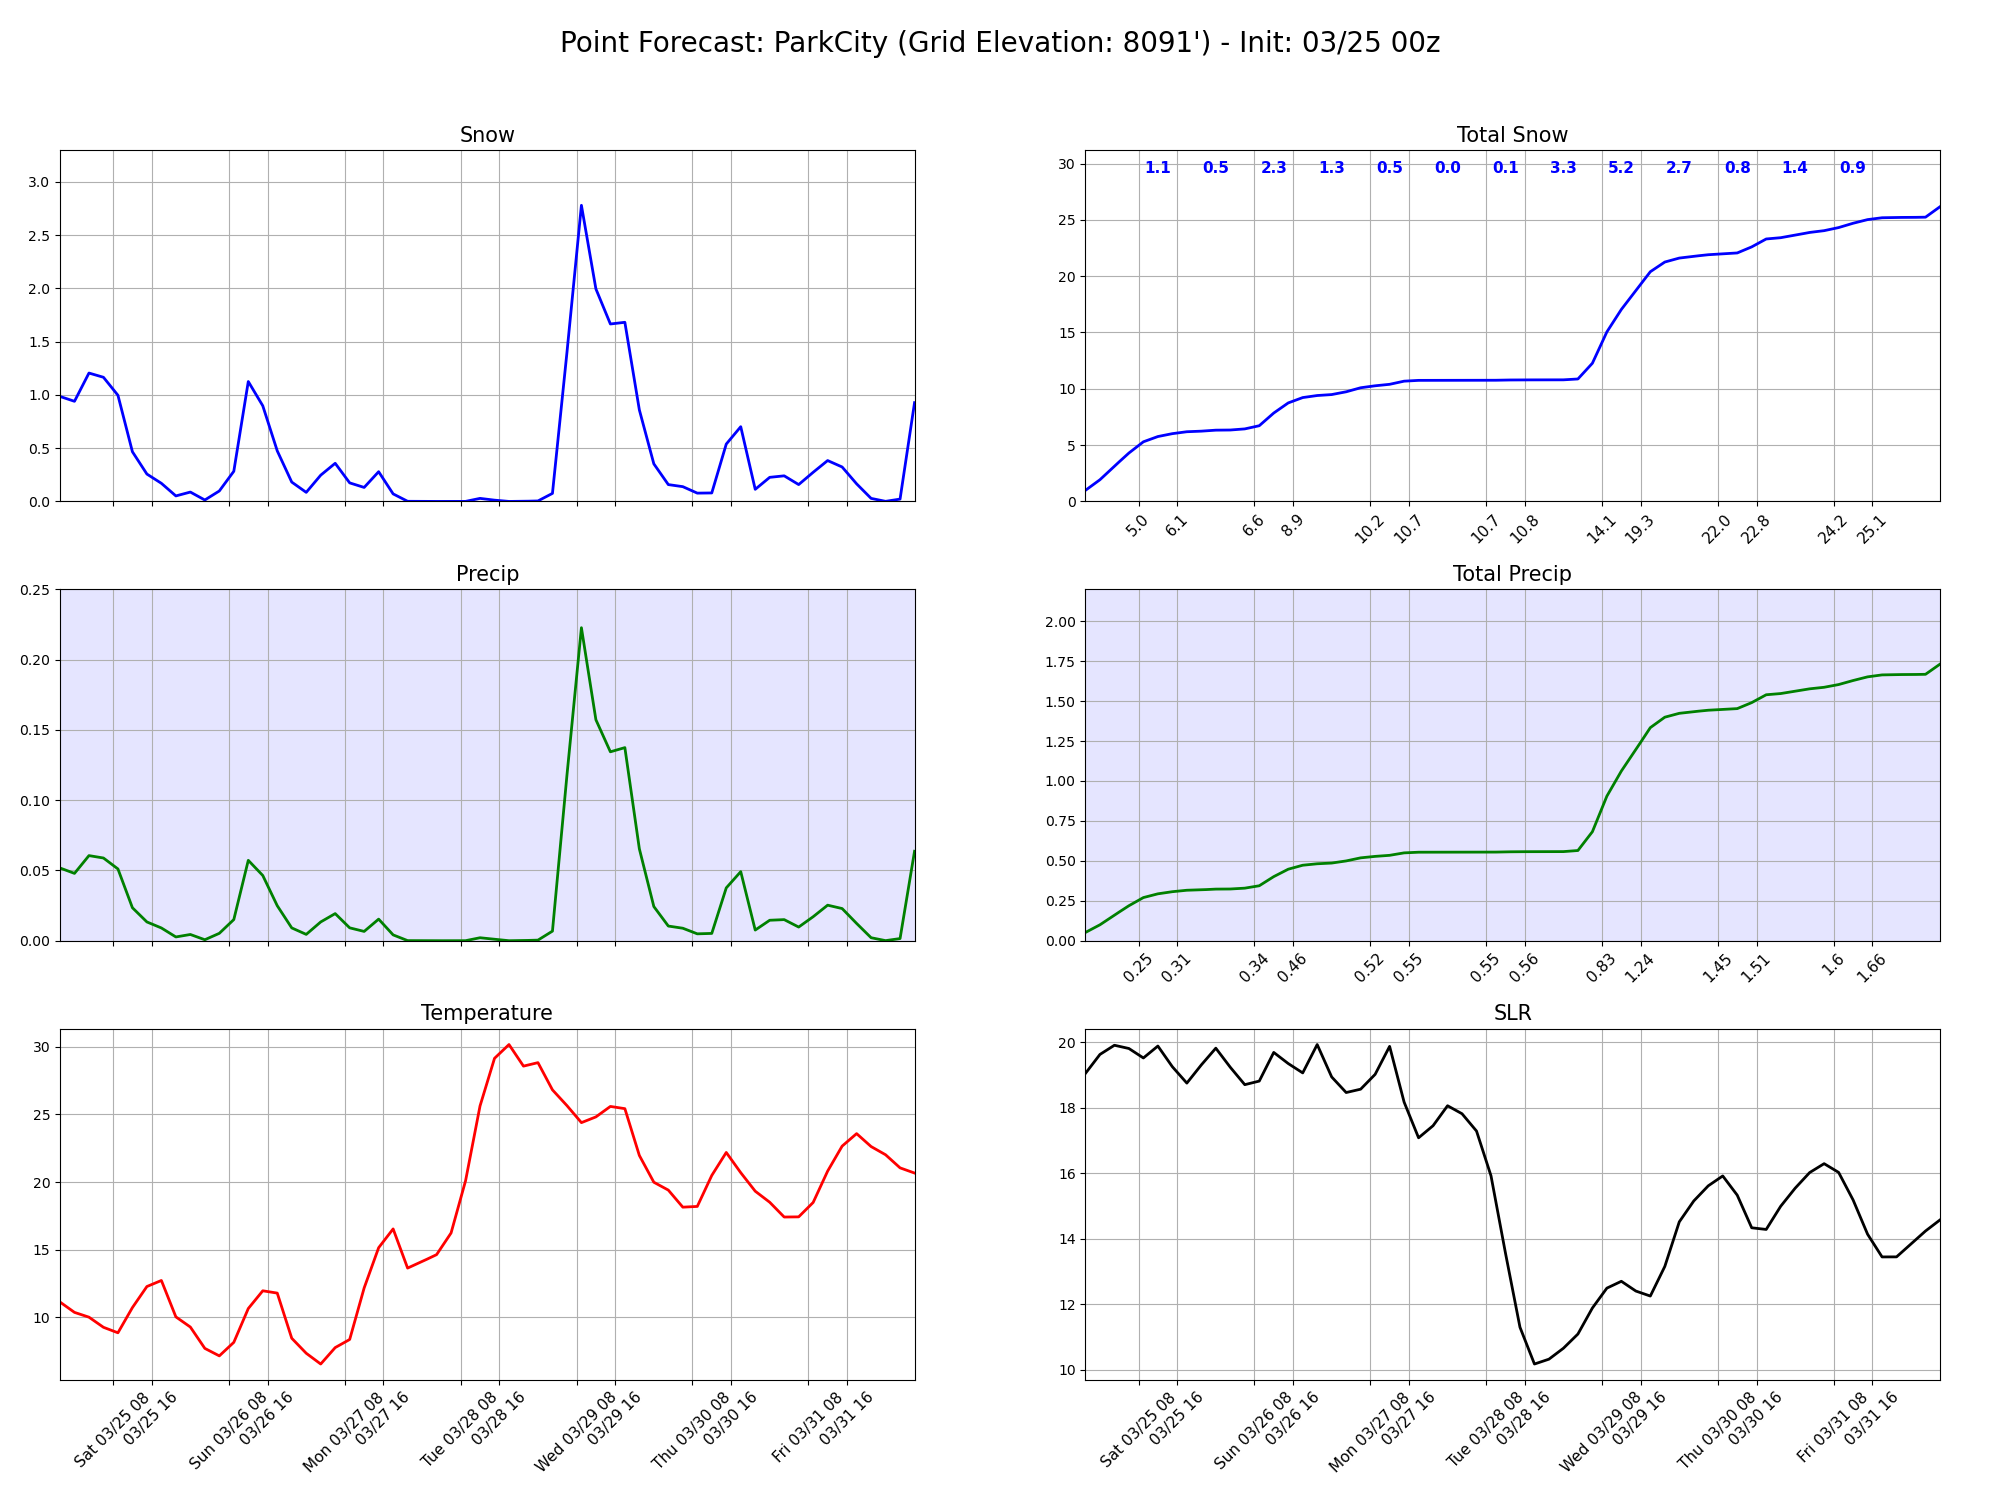 Point Forecast: ParkCity (Grid Elevation: 8091') - Init: 03/25 00z
Snow
3.0
2.5
2.0
1.5
1.0
0.5
0.0
Total Snow
1.1 0.5 2.3 1.3 0.5 0.0 0.1 3.3 5.2 2.7 0.8 1.4 0.9
30
25
20
15
10
5
0
5.0 6.1 6.6 8.9 10.2 10.7 10.7 10.8 14.1 19.3 22.0 22.8 24.2 25.1
Precip
0.25
0.20
0.15
0.10
0.05
0.00
Total Precip
2.00
1.75
1.50
1.25
1.00
0.75
0.50
0.25
0.00
0.25 0.31 0.34 0.46 0.52 0.55 0.55 0.56 0.83 1.24 1.45 1.51 1.6 1.66
Temperature
30
25
20
15
10
Sat 03/25 08
03/25 16
Sun 03/26 08
03/26 16
Mon 03/27 08
03/27 16
Tue 03/28 08
03/28 16
Wed 03/29 08
03/29 16
Thu 03/30 08
03/30 16
Fri 03/31 08
03/31 16
SLR
20
18
16
14
12
10
Sat 03/25 08
03/25 16
Sun 03/26 08
03/26 16
Mon 03/27 08
03/27 16
Tue 03/28 08
03/28 16
Wed 03/29 08
03/29 16
Thu 03/30 08
03/30 16
Fri 03/31 08
03/31 16